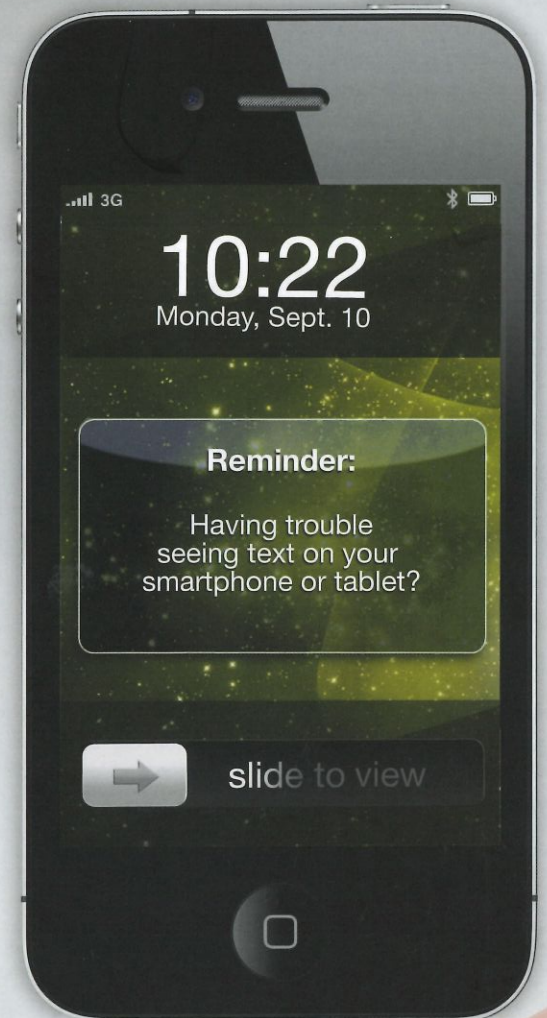 3G
10:22
Monday, Sept. 10
Reminder:
Having trouble
seeing text on your
smartphone or tablet?
slide to view